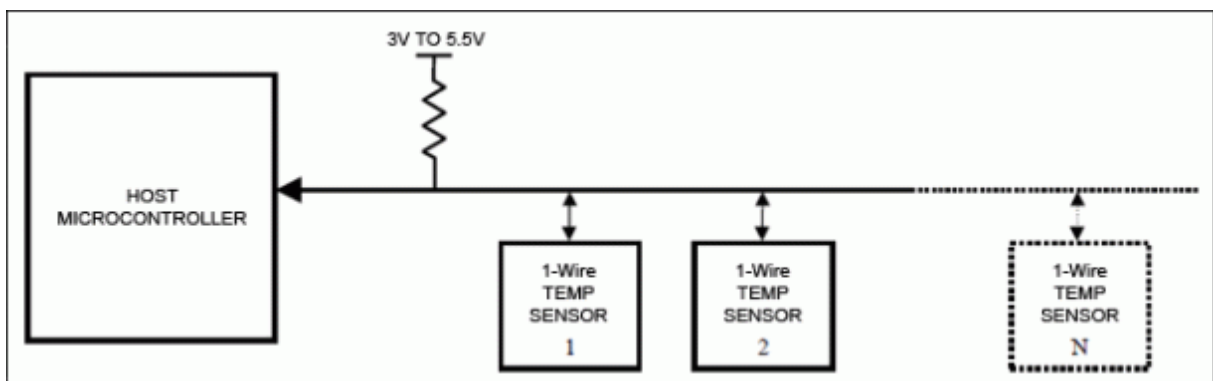 3V TO 5.5V
HOST
MICROCONTROLLER
1-Wire
TEMP
SENSOR
1
1-Wire
TEMP
SENSOR
2
1-Wire
TEMP
SENSOR
N